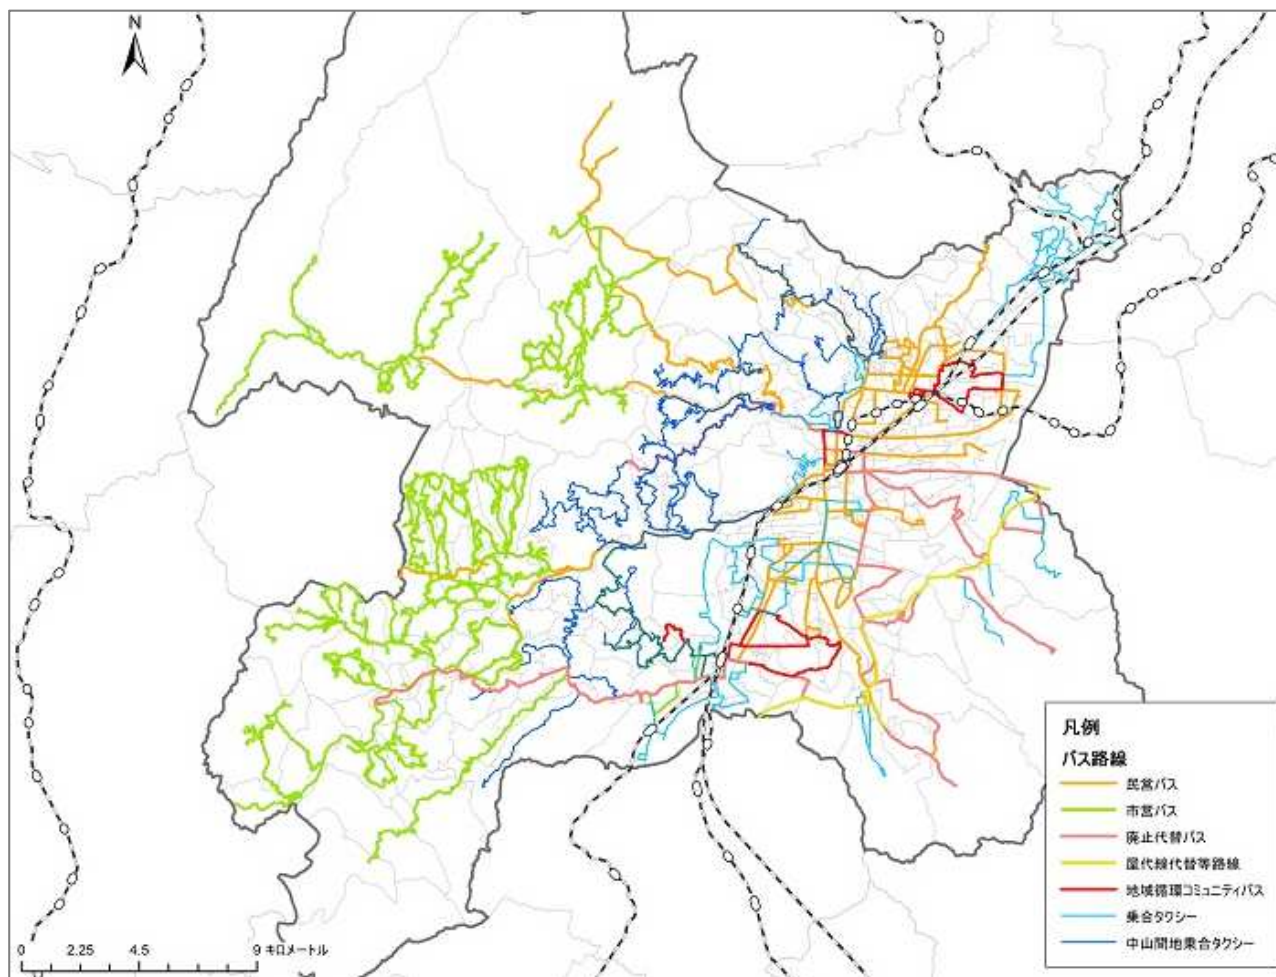 N
凡例
バス路線
民営バス
市営バス
廃止代替バス
屋代線代替等路線
地域循環コミュニティバス
乗合タクシー
中山間地乗合タクシー
0 2.25 4.5 9 キロメートル